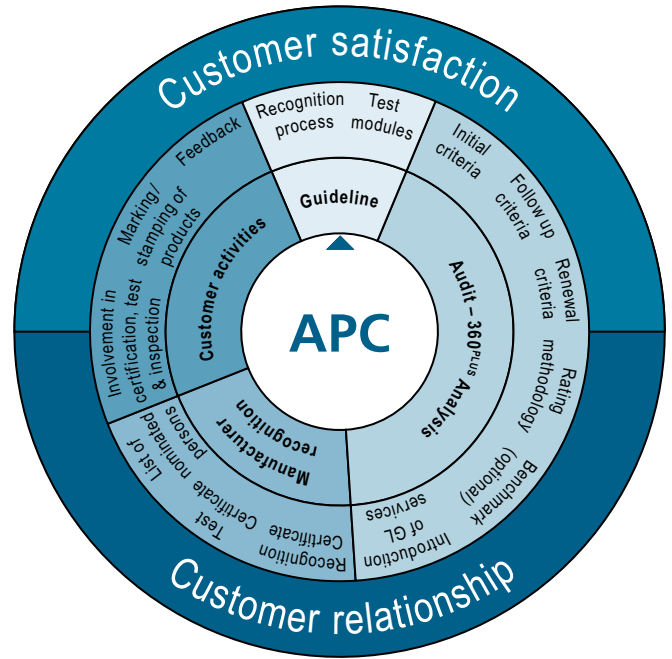 Customer satisfaction
Recognition
process
Test
modules
Guideline
Initial
criteria
Follow up
criteria
Renewal
criteria
Rating
methodology
Benchmark
(optional)
Introduction
of GL
services
Audit – 360PLUS Analysis
Recognition
Certificate
Test
Certificate
List of
nominated
persons
Manufacturer
recognition
Involvement in
certification, test
& inspection
Marking/
stamping of
products
Feedback
Customer activities
APC
Customer relationship